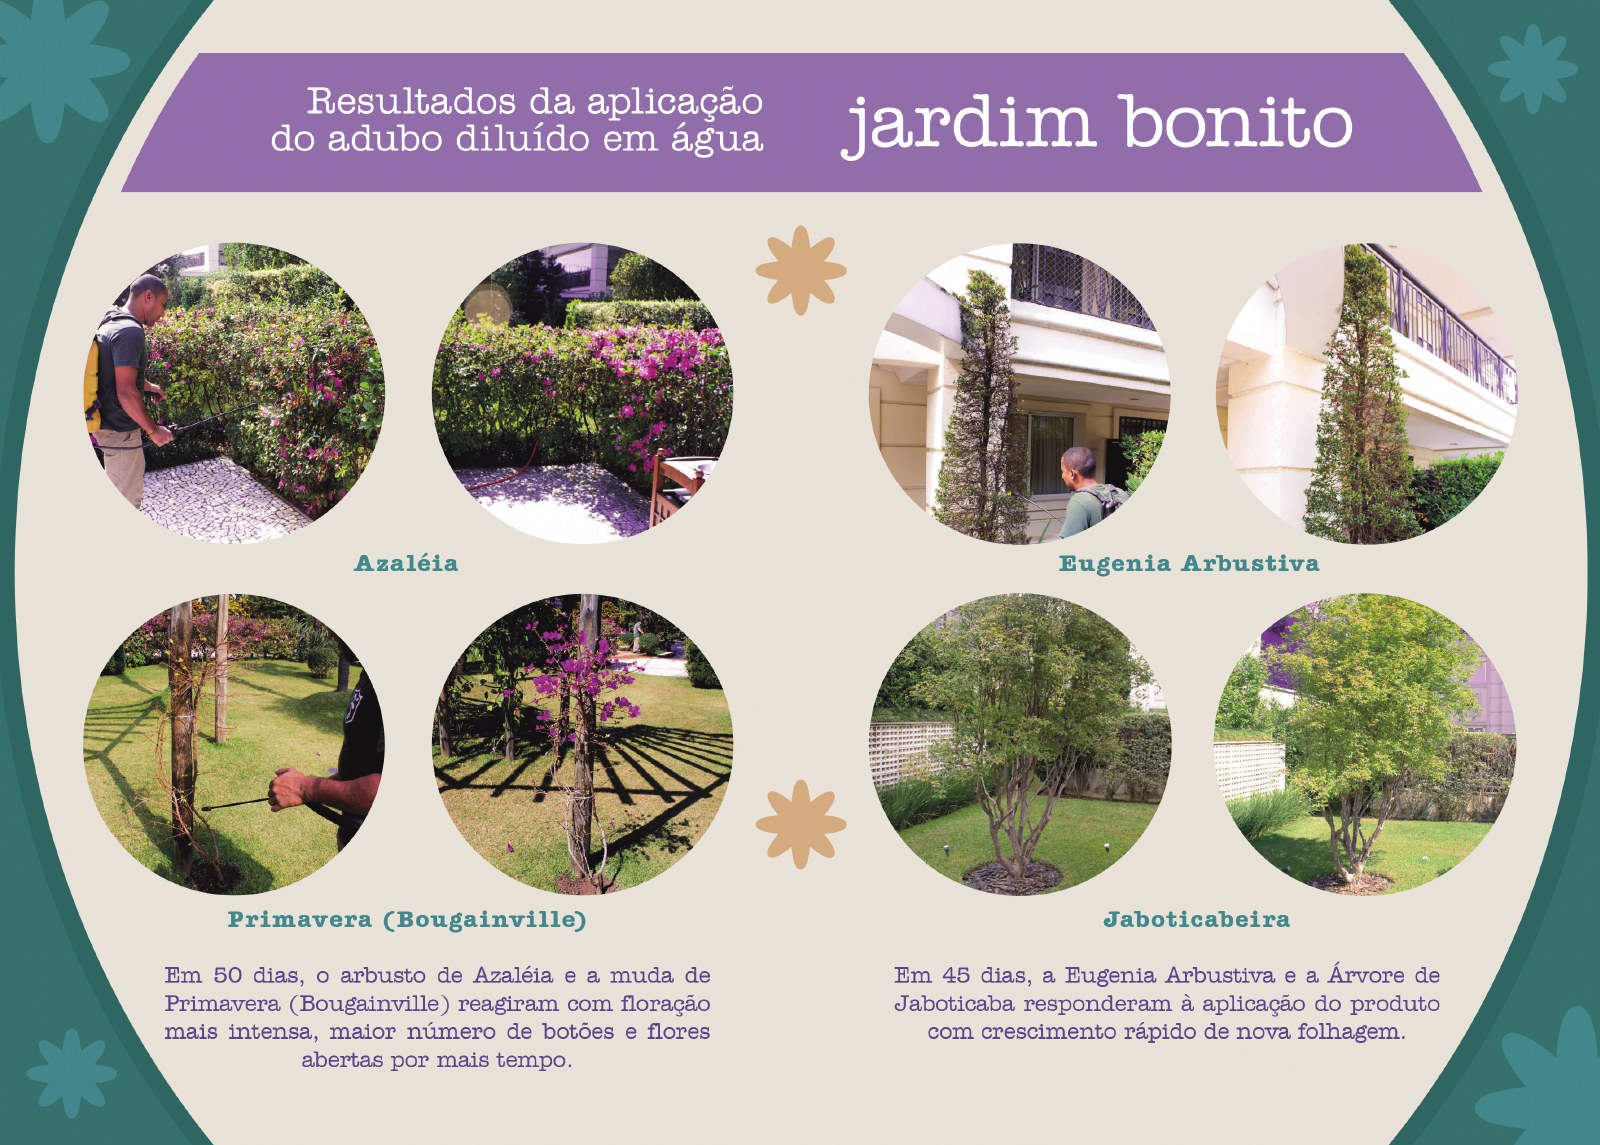 Resultados da aplicação
do adubo diluído em água
jardim bonito
Azaléia
Eugenia Arbustiva
Primavera (Bougainville)
Jaboticabeira
Em 50 dias, o arbusto de Azaléia e a muda de
Primavera (Bougainville) reagiram com floração
mais intensa, maior número de botões e flores
abertas por mais tempo.
Em 45 dias, a Eugenia Arbustiva e a Árvore de
Jaboticaba responderam à aplicação do produto
com crescimento rápido de nova folhagem.